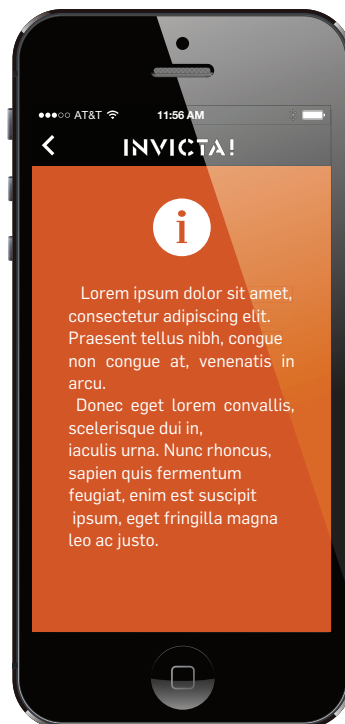 AT&T 11:56 AM
INVICTA!
i
Lorem ipsum dolor sit amet,
consectetur adipiscing elit.
Praesent tellus nibh, congue
non congue at, venenatis in
arcu.
Donec eget lorem convallis,
scelerisque dui in,
iaculis urna. Nunc rhoncus,
sapien quis fermentum
feugiat, enim est suscipit
ipsum, eget fringilla magna
leo ac justo.